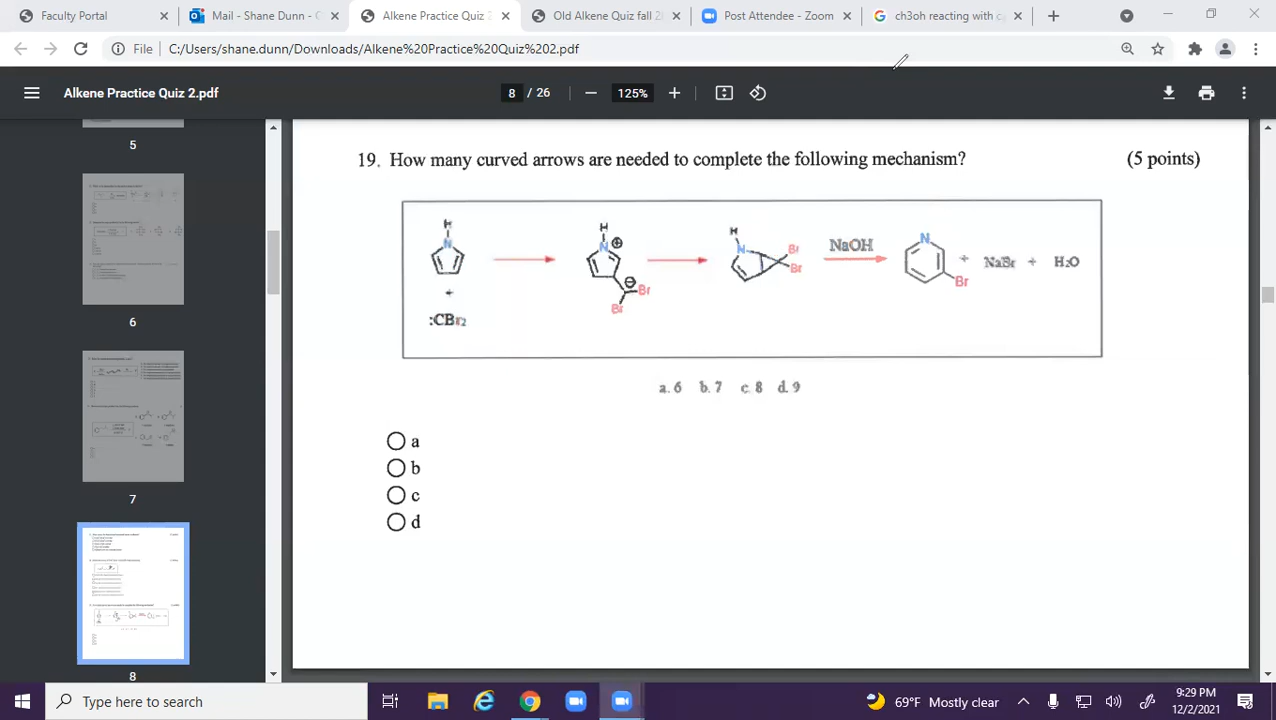 Faculty Portal
Mail - Shane Dunn - C
Alkene Practice Quiz 2
Old Alkene Quiz fall 2
Post Attendee - Zoom
ch3oh reacting with c
File
C:/Users/shane.dunn/Downloads/Alkene%20Practice%20Quiz%202.pdf
Alkene Practice Quiz 2.pdf
8 / 26
125%
5
6
7
8
19. How many curved arrows are needed to complete the following mechanism? (5 points)
H
N
+
:CBr₂
H
N
⊕
⊖
Br
Br
H
N
Br
Br
NaOH
N
Br
+ NaBr + H₂O
a. 6 b. 7 c. 8 d. 9
a
b
c
d
Type here to search
69°F Mostly clear
9:29 PM
12/2/2021